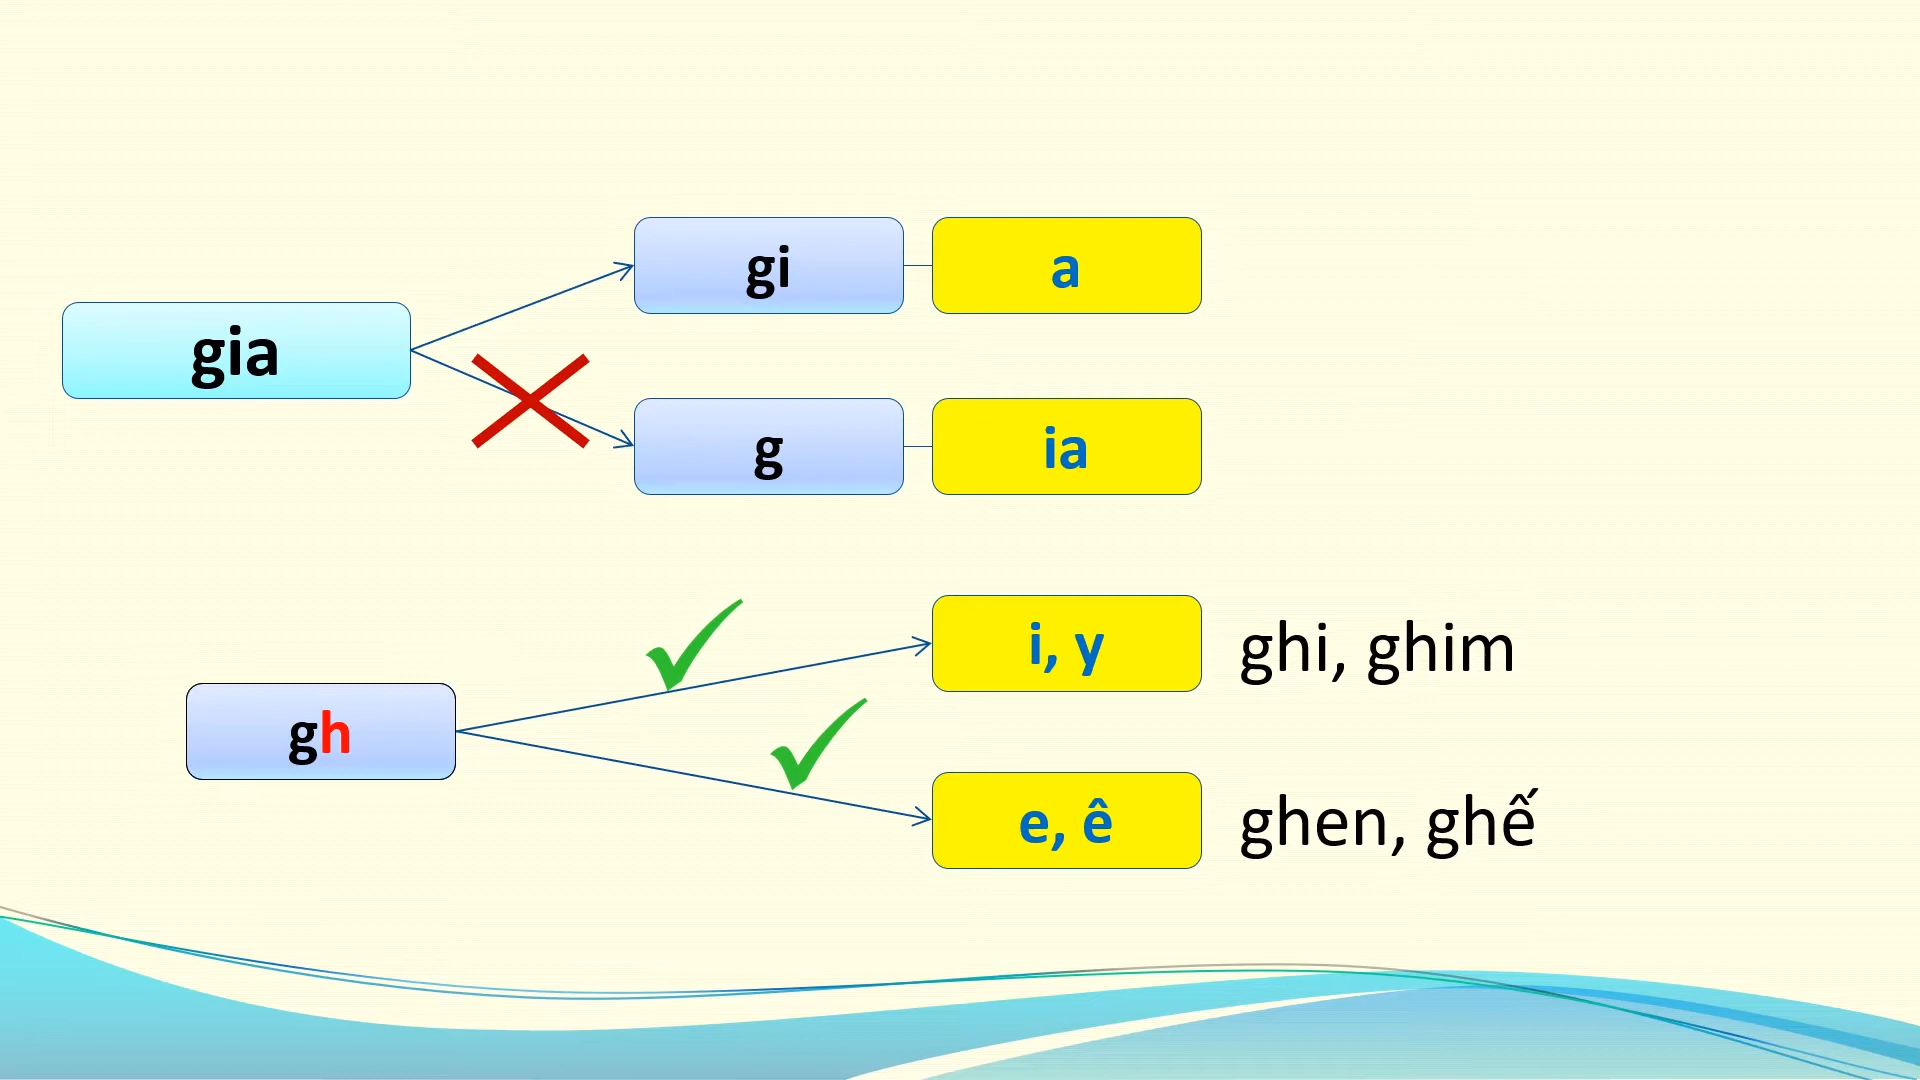 gi a
gia
g ia
i, y ghi, ghim
gh
e, ê ghen, ghế